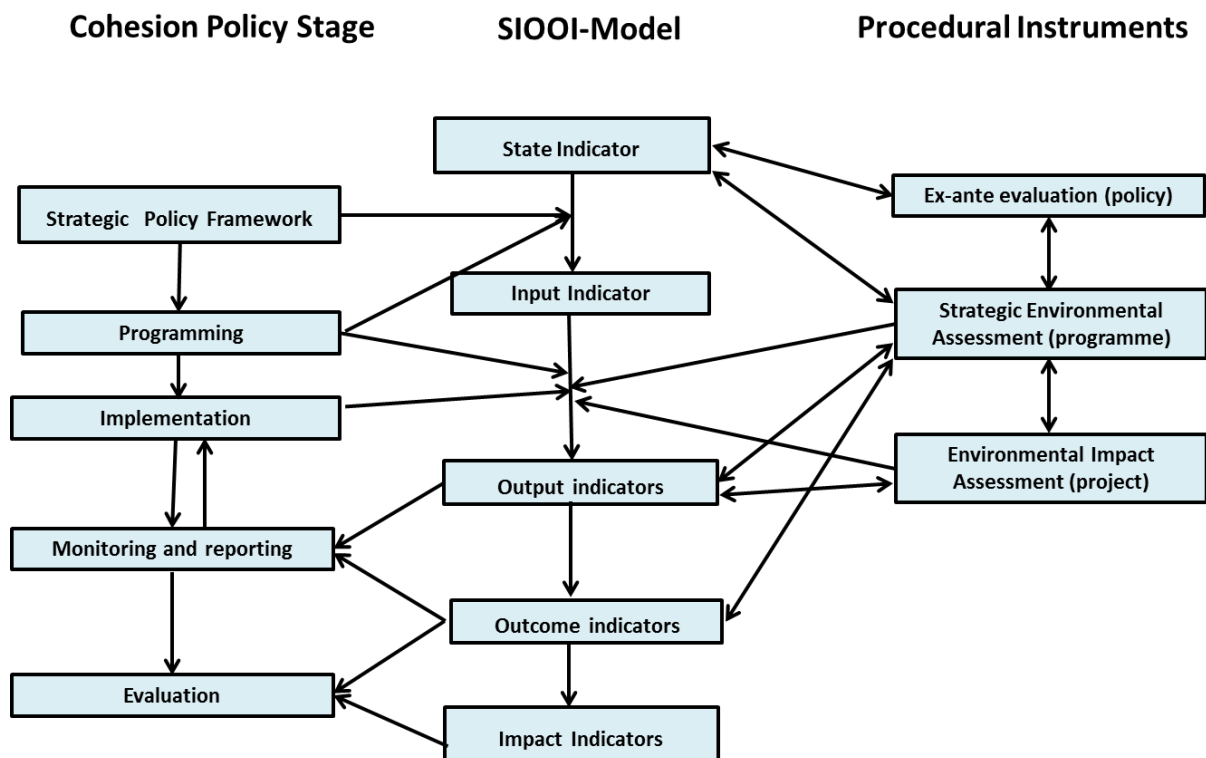 Cohesion Policy Stage
SIOOI-Model
Procedural Instruments
State Indicator
Strategic Policy Framework
Ex-ante evaluation (policy)
Input Indicator
Programming
Strategic Environmental
Assessment (programme)
Implementation
Output indicators
Environmental Impact
Assessment (project)
Monitoring and reporting
Outcome indicators
Evaluation
Impact Indicators